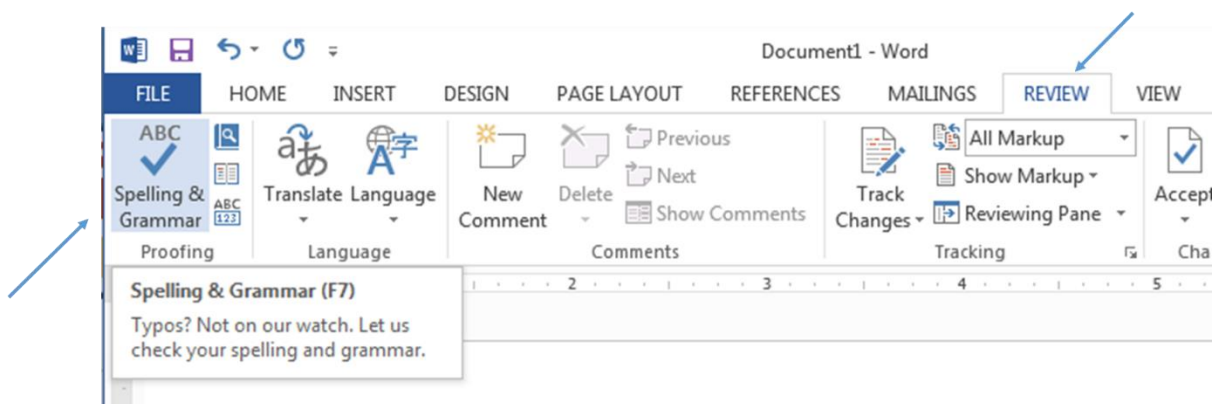 Document1 - Word
FILE HOME INSERT DESIGN PAGE LAYOUT REFERENCES MAILINGS REVIEW VIEW
ABC
Spelling &
Grammar
ABC
123
Translate
Language
New
Comment
Delete
Previous
Next
Show Comments
Track
Changes
All Markup
Show Markup
Reviewing Pane
Accept
Proofing Language Comments Tracking Cha
2 3 4 5
Spelling & Grammar (F7)
Typos? Not on our watch. Let us
check your spelling and grammar.